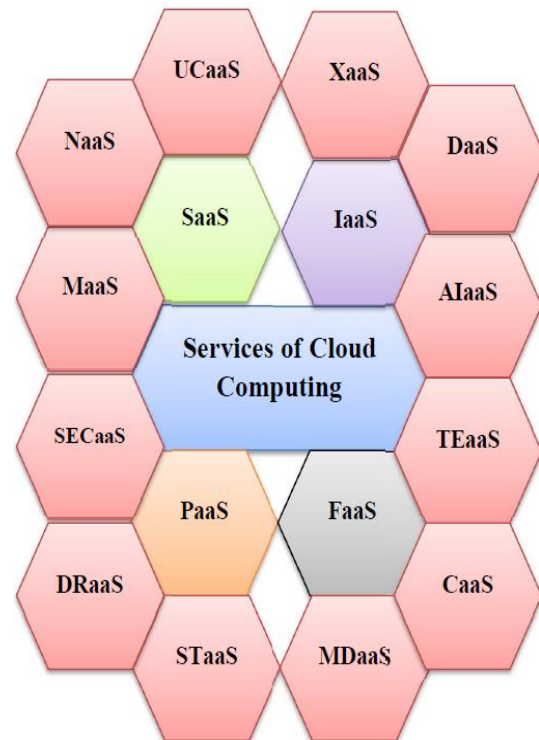 UCaaS
XaaS
NaaS
DaaS
SaaS
IaaS
MaaS
AIaaS
Services of Cloud
Computing
SECaaS
TEaaS
PaaS
FaaS
DRaaS
CaaS
STaaS
MDaaS